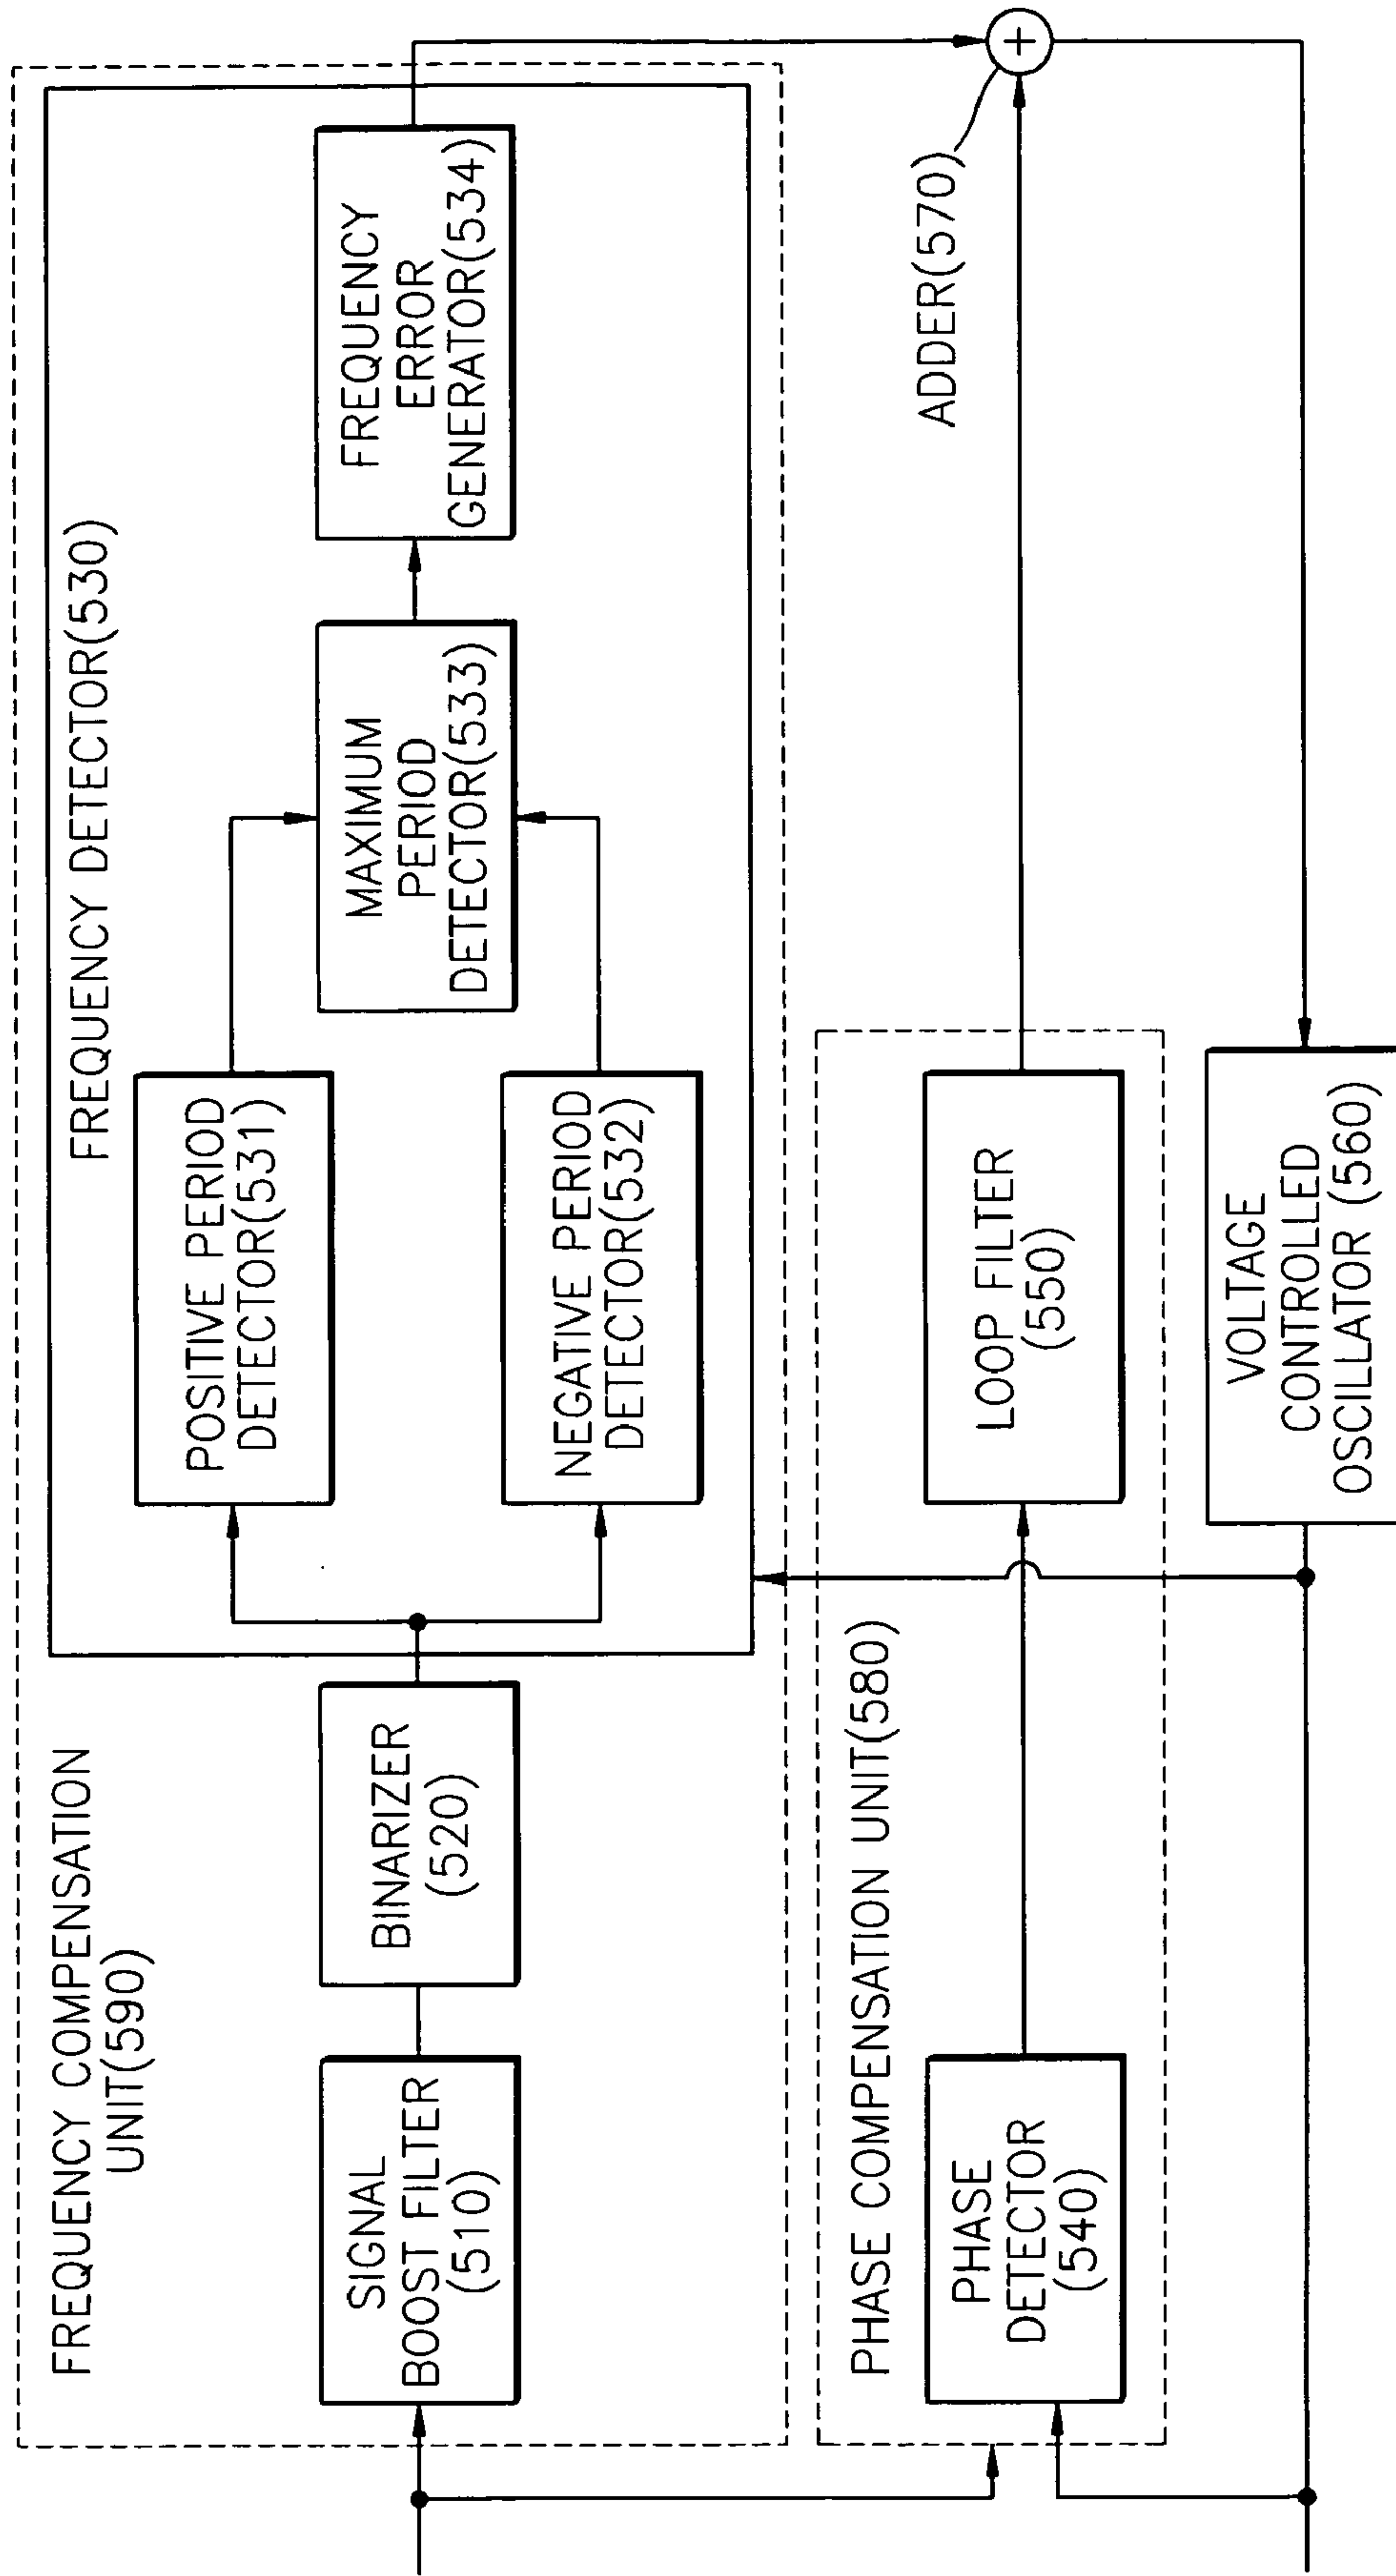 FREQUENCY COMPENSATION
UNIT(590)
FREQUENCY DETECTOR(530)
SIGNAL
BOOST FILTER
(510)
BINARIZER
(520)
POSITIVE PERIOD
DETECTOR(531)
NEGATIVE PERIOD
DETECTOR(532)
MAXIMUM
PERIOD
DETECTOR(533)
FREQUENCY
ERROR
GENERATOR(534)
PHASE COMPENSATION UNIT(580)
PHASE
DETECTOR
(540)
LOOP FILTER
(550)
ADDER(570)
+
VOLTAGE
CONTROLLED
OSCILLATOR (560)